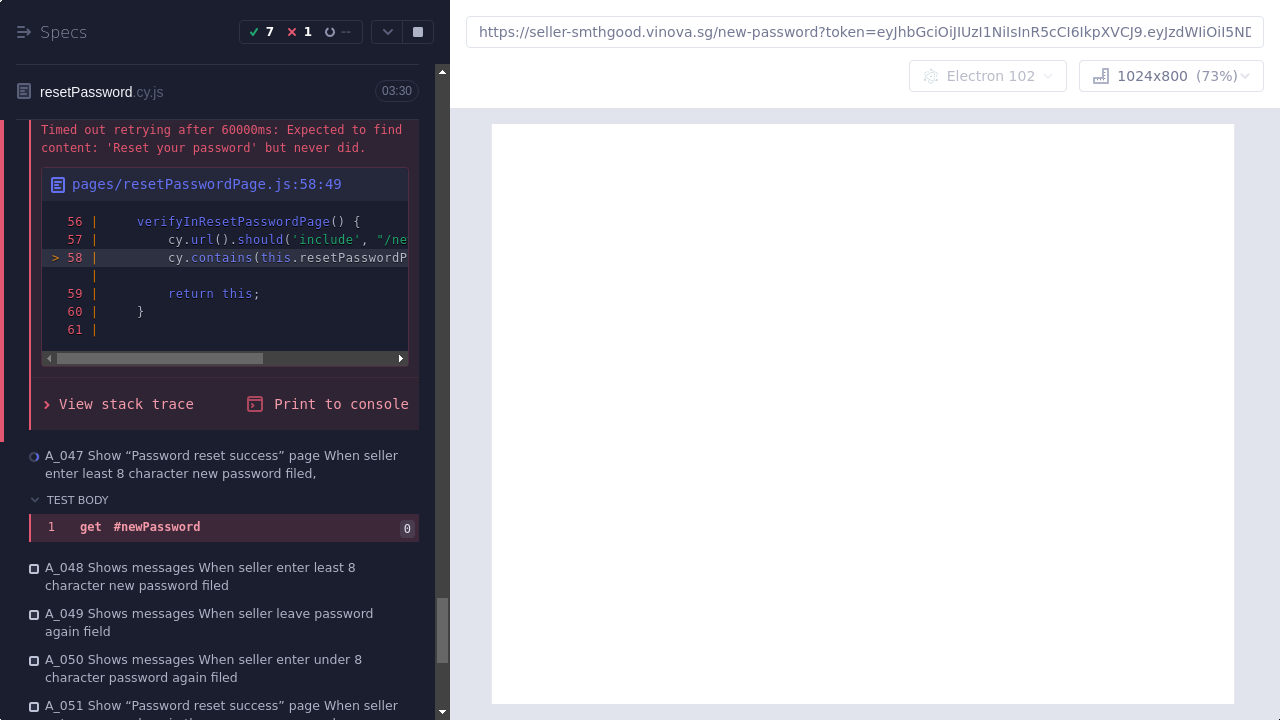 Specs
7
1
--
resetPassword.cy.js
03:30
Timed out retrying after 60000ms: Expected to find
content: 'Reset your password' but never did.
pages/resetPasswordPage.js:58:49
56 | verifyInResetPasswordPage() {
57 | cy.url().should('include', "/ne
> 58 | cy.contains(this.resetPasswordP
|
59 | return this;
60 | }
61 |
View stack trace
Print to console
A_047 Show “Password reset success” page When seller
enter least 8 character new password filed,
TEST BODY
1 get #newPassword 0
A_048 Shows messages When seller enter least 8
character new password filed
A_049 Shows messages When seller leave password
again field
A_050 Shows messages When seller enter under 8
character password again filed
A_051 Show “Password reset success” page When seller
https://seller-smthgood.vinova.sg/new-password?token=eyJhbGciOiJIUzI1NiIsInR5cCI6IkpXVCJ9.eyJzdWIiOiI5ND
Electron 102
1024x800 (73%)